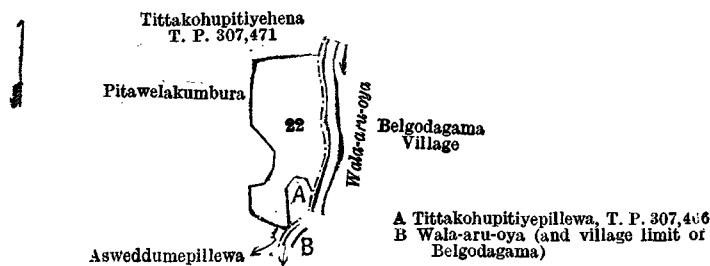 Tittakohupitiyehena
T. P. 307,471
Pitawelakumbura
22
Wala-aru-oya
Belgodagama
Village
A
B
Asweddumepillewa
A Tittakohupitiyepillewa, T. P. 307,466
B Wala-aru-oya (and village limit of
Belgodagama)